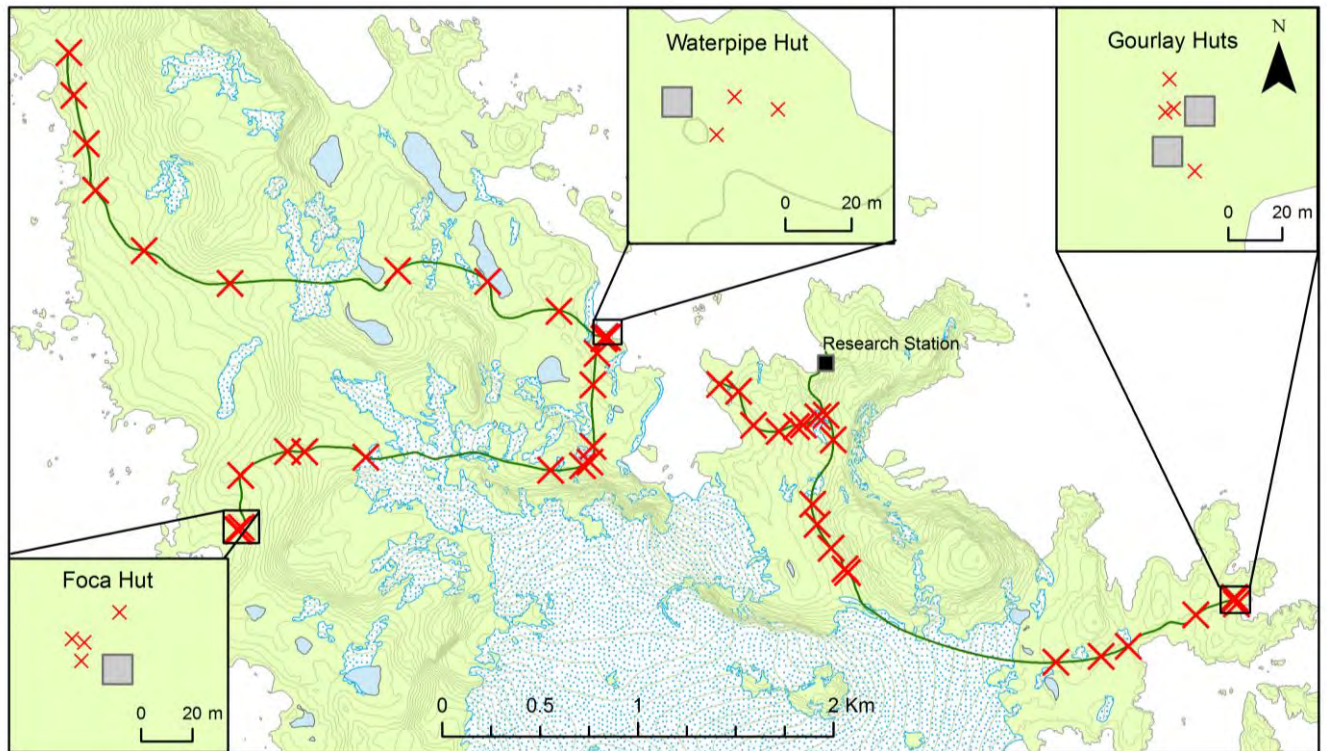 Waterpipe Hut
0 20 m
Gourlay Huts
N
0 20 m
Research Station
Foca Hut
0 20 m
0 0.5 1 2 Km